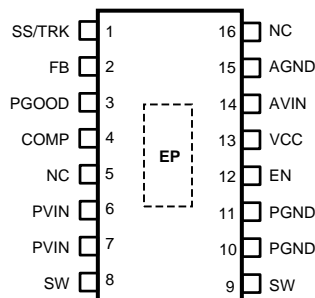 SS/TRK 1 16 NC
FB 2 15 AGND
PGOOD 3 14 AVIN
COMP 4 13 VCC
EP
NC 5 12 EN
PVIN 6 11 PGND
PVIN 7 10 PGND
SW 8 9 SW